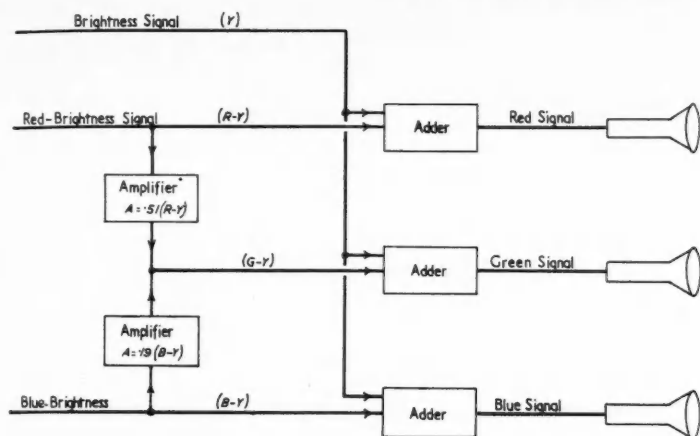 Brightness Signal (Y)
Red-Brightness Signal (R-Y) Adder Red Signal
Amplifier
A=·51(R-Y)
(G-Y) Adder Green Signal
Amplifier
A=·19(B-Y)
Blue-Brightness (B-Y) Adder Blue Signal